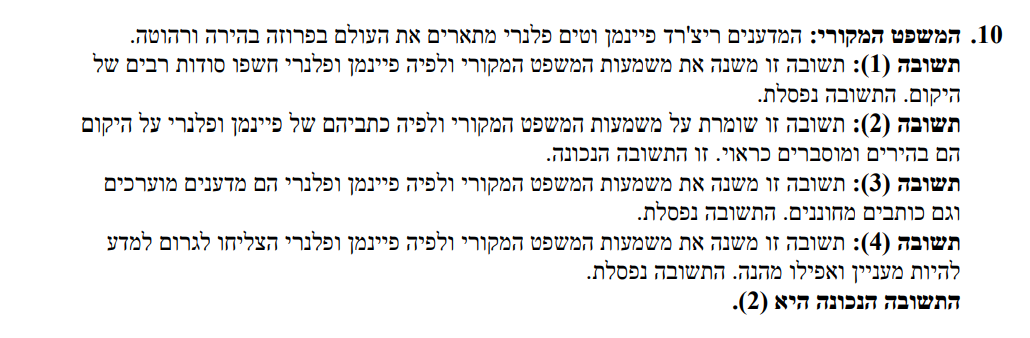 10. המשפט המקורי: המדענים ריצ'רד פיינמן וטים פלנרי מתארים את העולם בפרוזה בהירה ורהוטה.
תשובה (1): תשובה זו משנה את משמעות המשפט המקורי ולפיה פיינמן ופלנרי חשפו סודות רבים של
היקום. התשובה נפסלת.
תשובה (2): תשובה זו שומרת על משמעות המשפט המקורי ולפיה כתביהם של פיינמן ופלנרי על היקום
הם בהירים ומוסברים כראוי. זו התשובה הנכונה.
תשובה (3): תשובה זו משנה את משמעות המשפט המקורי ולפיה פיינמן ופלנרי הם מדענים מוערכים
וגם כותבים מחוננים. התשובה נפסלת.
תשובה (4): תשובה זו משנה את משמעות המשפט המקורי ולפיה פיינמן ופלנרי הצליחו לגרום למדע
להיות מעניין ואפילו מהנה. התשובה נפסלת.
התשובה הנכונה היא (2).